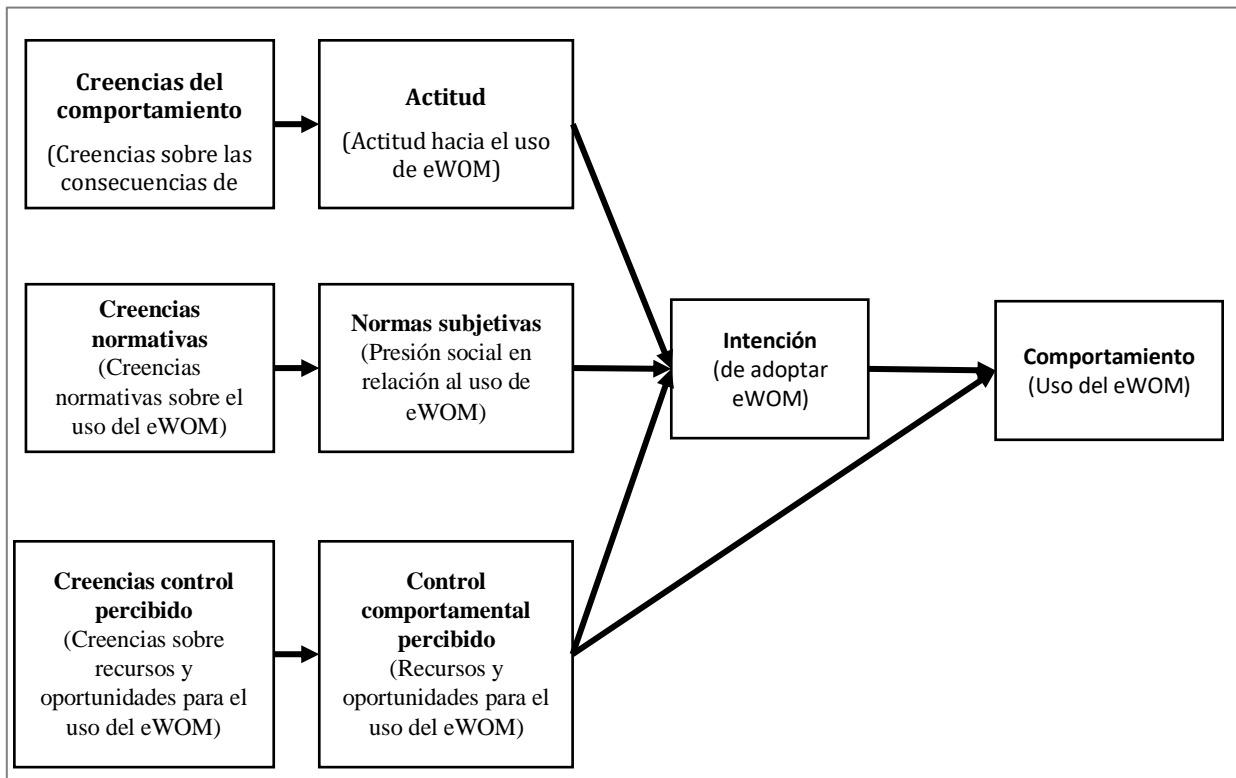 Creencias del
comportamiento
(Creencias sobre las
consecuencias de
Actitud
(Actitud hacia el uso
de eWOM)
Creencias
normativas
(Creencias
normativas sobre el
uso del eWOM)
Normas subjetivas
(Presión social en
relación al uso de
eWOM)
Intención
(de adoptar
eWOM)
Comportamiento
(Uso del eWOM)
Creencias control
percibido
(Creencias sobre
recursos y
oportunidades para el
uso del eWOM)
Control
comportamental
percibido
(Recursos y
oportunidades para el
uso del eWOM)